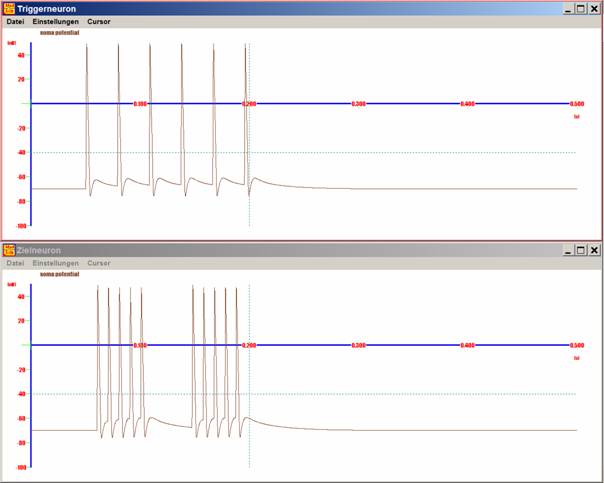 Triggerneuron
Datei Einstellungen Cursor
soma potential
[mV]
40
20
0.100 0.200 0.300 0.400 0.500
[s]
-20
-40
-60
-80
-100
Zielneuron
Datei Einstellungen Cursor
soma potential
[mV]
40
20
0.100 0.200 0.300 0.400 0.500
[s]
-20
-40
-60
-80
-100